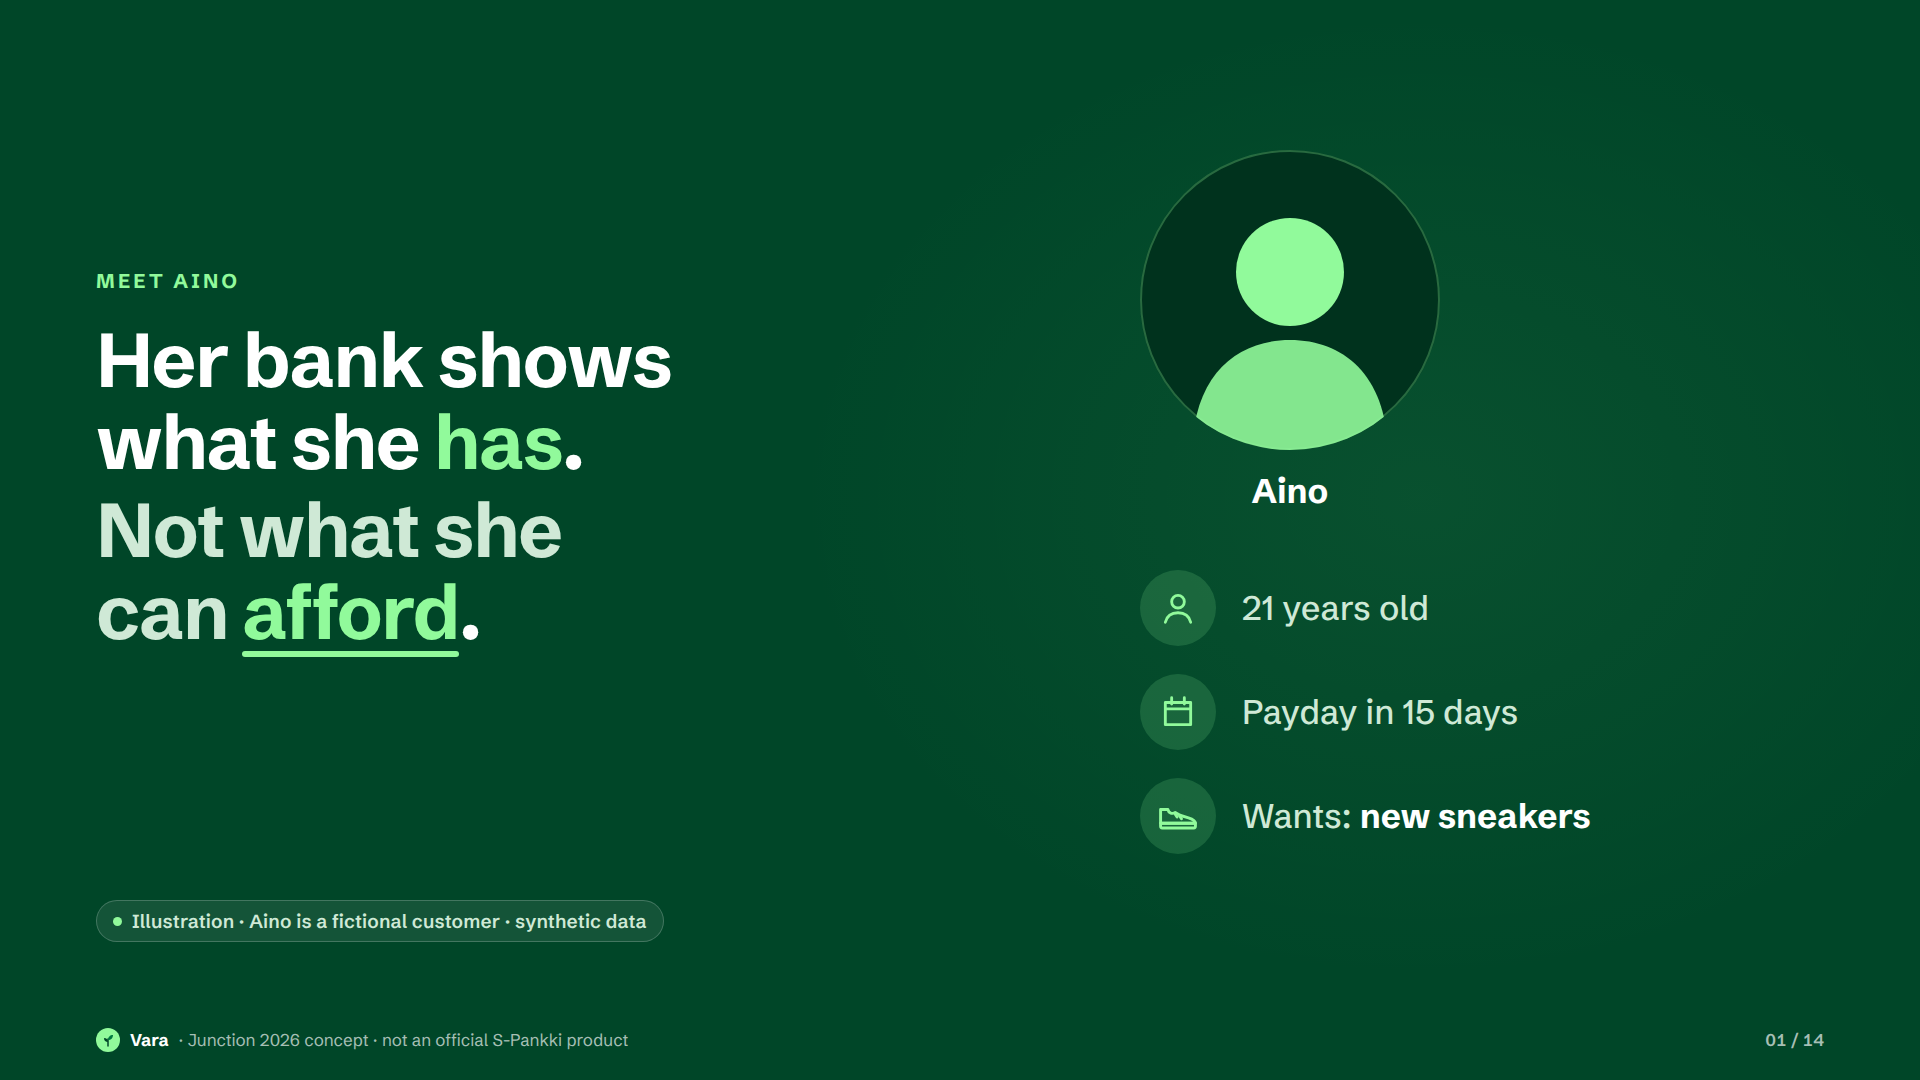 MEET AINO
Her bank shows
what she has.
Not what she
can afford.
Aino
21 years old
Payday in 15 days
Wants: new sneakers
Illustration · Aino is a fictional customer · synthetic data
Vara · Junction 2026 concept · not an official S-Pankki product
01 / 14